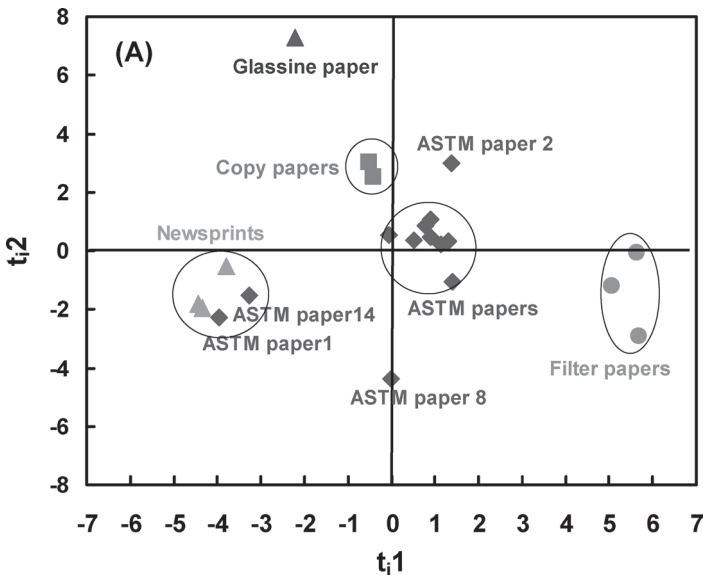 8
(A)
Glassine paper
6
4
ASTM paper 2
Copy papers
2
Newsprints
0
tᵢ2
-2
ASTM paper14
ASTM papers
ASTM paper1
Filter papers
-4
ASTM paper 8
-6
-8
-7 -6 -5 -4 -3 -2 -1 0 1 2 3 4 5 6 7
tᵢ1